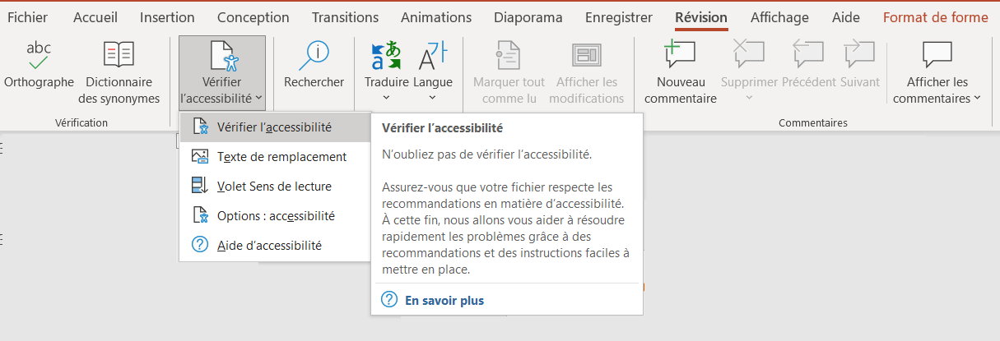 Fichier Accueil Insertion Conception Transitions Animations Diaporama Enregistrer Révision Affichage Aide Format de forme
abc
Orthographe
Dictionnaire
des synonymes
Vérification
Vérifier
l’accessibilité
Rechercher
Traduire
Langue
Marquer tout
comme lu
Afficher les
modifications
Nouveau
commentaire
Supprimer
Précédent
Suivant
Afficher les
commentaires
Commentaires
Vérifier l’accessibilité
Texte de remplacement
Volet Sens de lecture
Options : accessibilité
Aide d’accessibilité
Vérifier l’accessibilité
N’oubliez pas de vérifier l’accessibilité.
Assurez-vous que votre fichier respecte les
recommandations en matière d’accessibilité.
À cette fin, nous allons vous aider à résoudre
rapidement les problèmes grâce à des
recommandations et des instructions faciles à
mettre en place.
En savoir plus